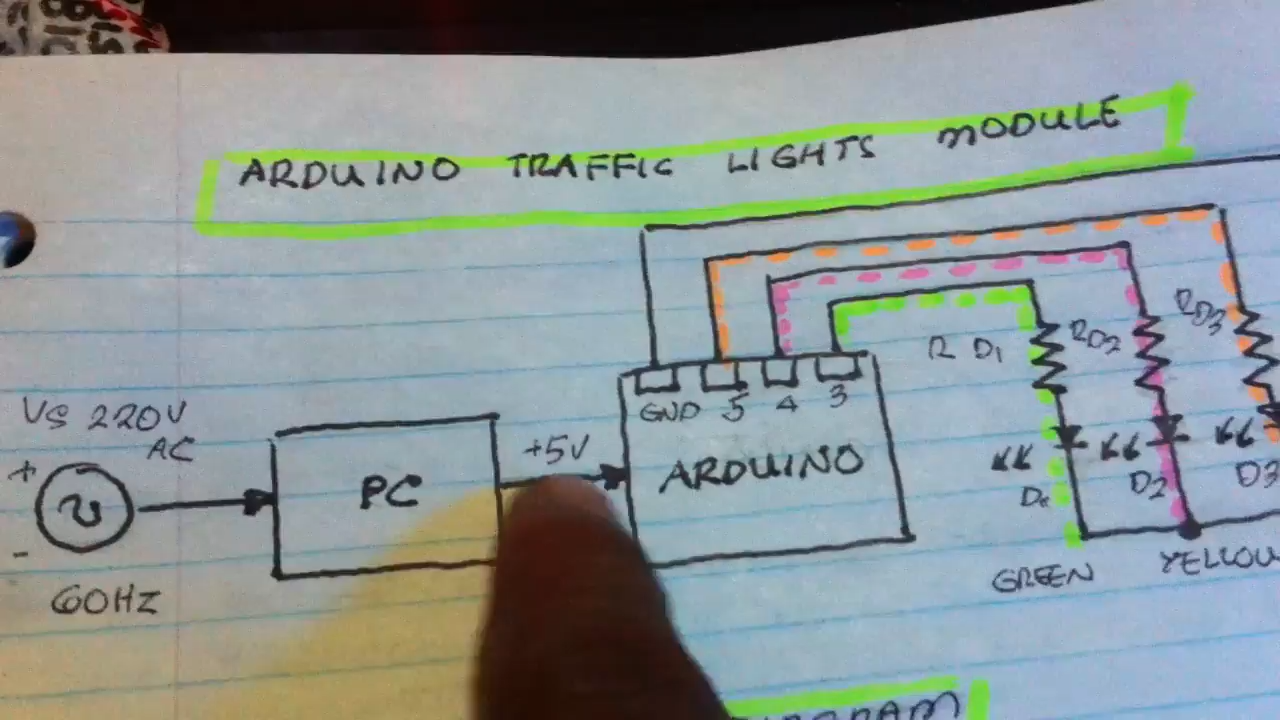 ARDUINO TRAFFIC LIGHTS MODULE
VS 220V
AC
+
-
60HZ
PC
+5V
GND 5 4 3
ARDUINO
R D1
RD2
RD3
D2
D3
GREEN
YELLOW